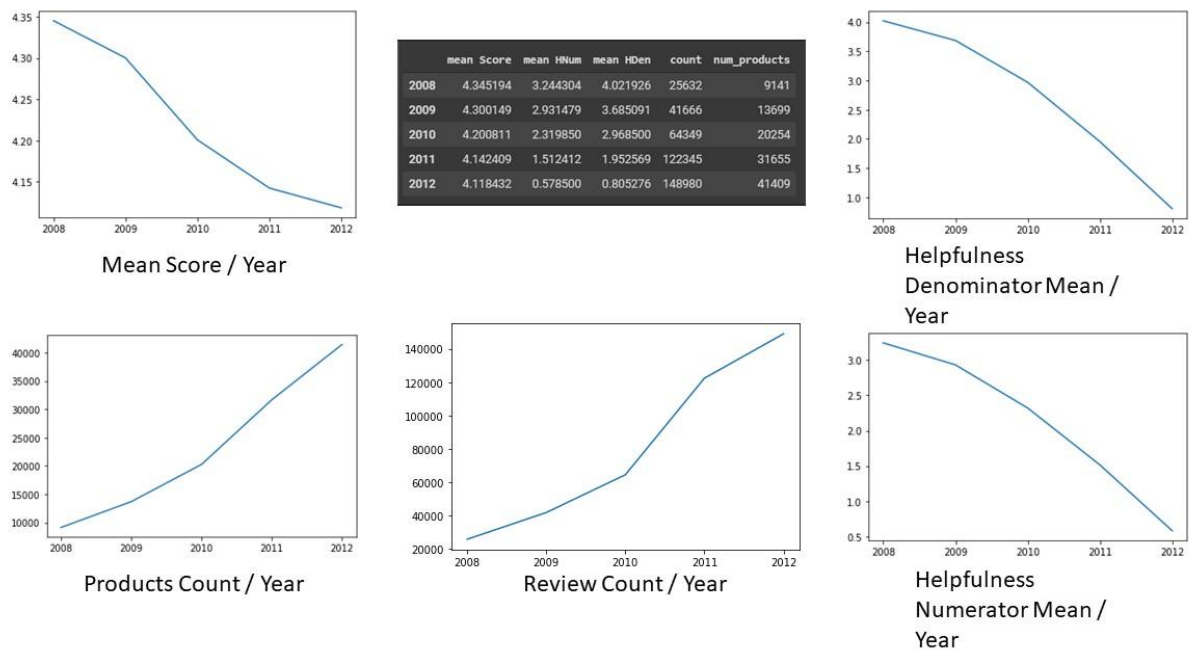 4.35
4.30
4.25
4.20
4.15
2008 2009 2010 2011 2012
Mean Score / Year
mean Score mean HNum mean HDen count num_products
2008 4.345194 3.244304 4.021926 25632 9141
2009 4.300149 2.931479 3.685091 41666 13699
2010 4.200811 2.319850 2.968500 64349 20254
2011 4.142409 1.512412 1.952569 122345 31655
2012 4.118432 0.578500 0.805276 148980 41409
4.0
3.5
3.0
2.5
2.0
1.5
1.0
2008 2009 2010 2011 2012
Helpfulness
Denominator Mean /
Year
40000
35000
30000
25000
20000
15000
10000
2008 2009 2010 2011 2012
Products Count / Year
140000
120000
100000
80000
60000
40000
20000
2008 2009 2010 2011 2012
Review Count / Year
3.0
2.5
2.0
1.5
1.0
0.5
2008 2009 2010 2011 2012
Helpfulness
Numerator Mean /
Year